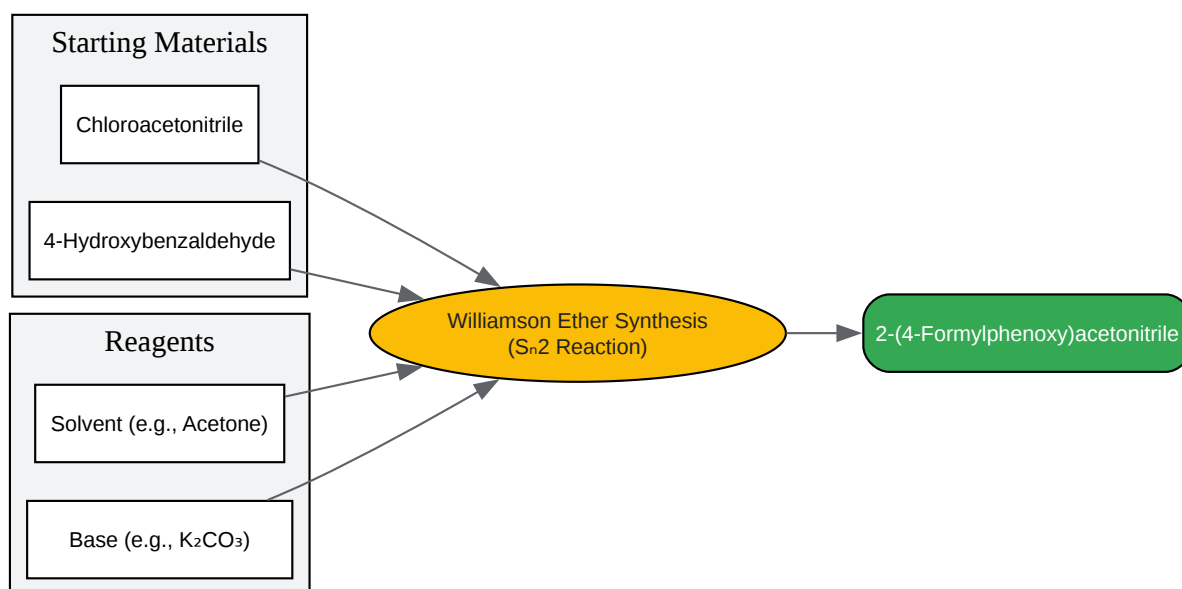 Starting Materials
Chloroacetonitrile
4-Hydroxybenzaldehyde
Reagents
Solvent (e.g., Acetone)
Base (e.g., K₂CO₃)
Williamson Ether Synthesis
(Sₙ2 Reaction)
2-(4-Formylphenoxy)acetonitrile